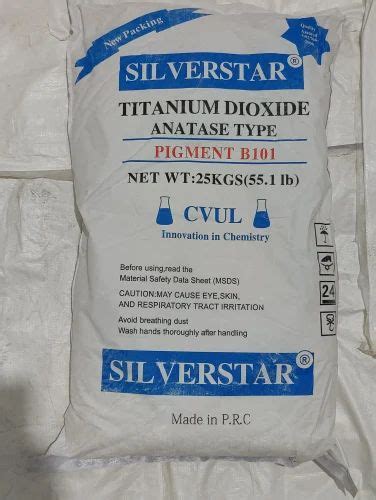 New Packing
SILVERSTAR®
TITANIUM DIOXIDE
ANATASE TYPE
PIGMENT B101
NET WT:25KGS(55.1 lb)
CVUL
Innovation in Chemistry
Before using,read the
Material Safety Data Sheet (MSDS)
CAUTION:MAY CAUSE EYE,SKIN,
AND RESPIRATORY TRACT IRRITATION
Avoid breathing dust
Wash hands thoroughly after handling
24
SILVERSTAR®
Made in P.R.C